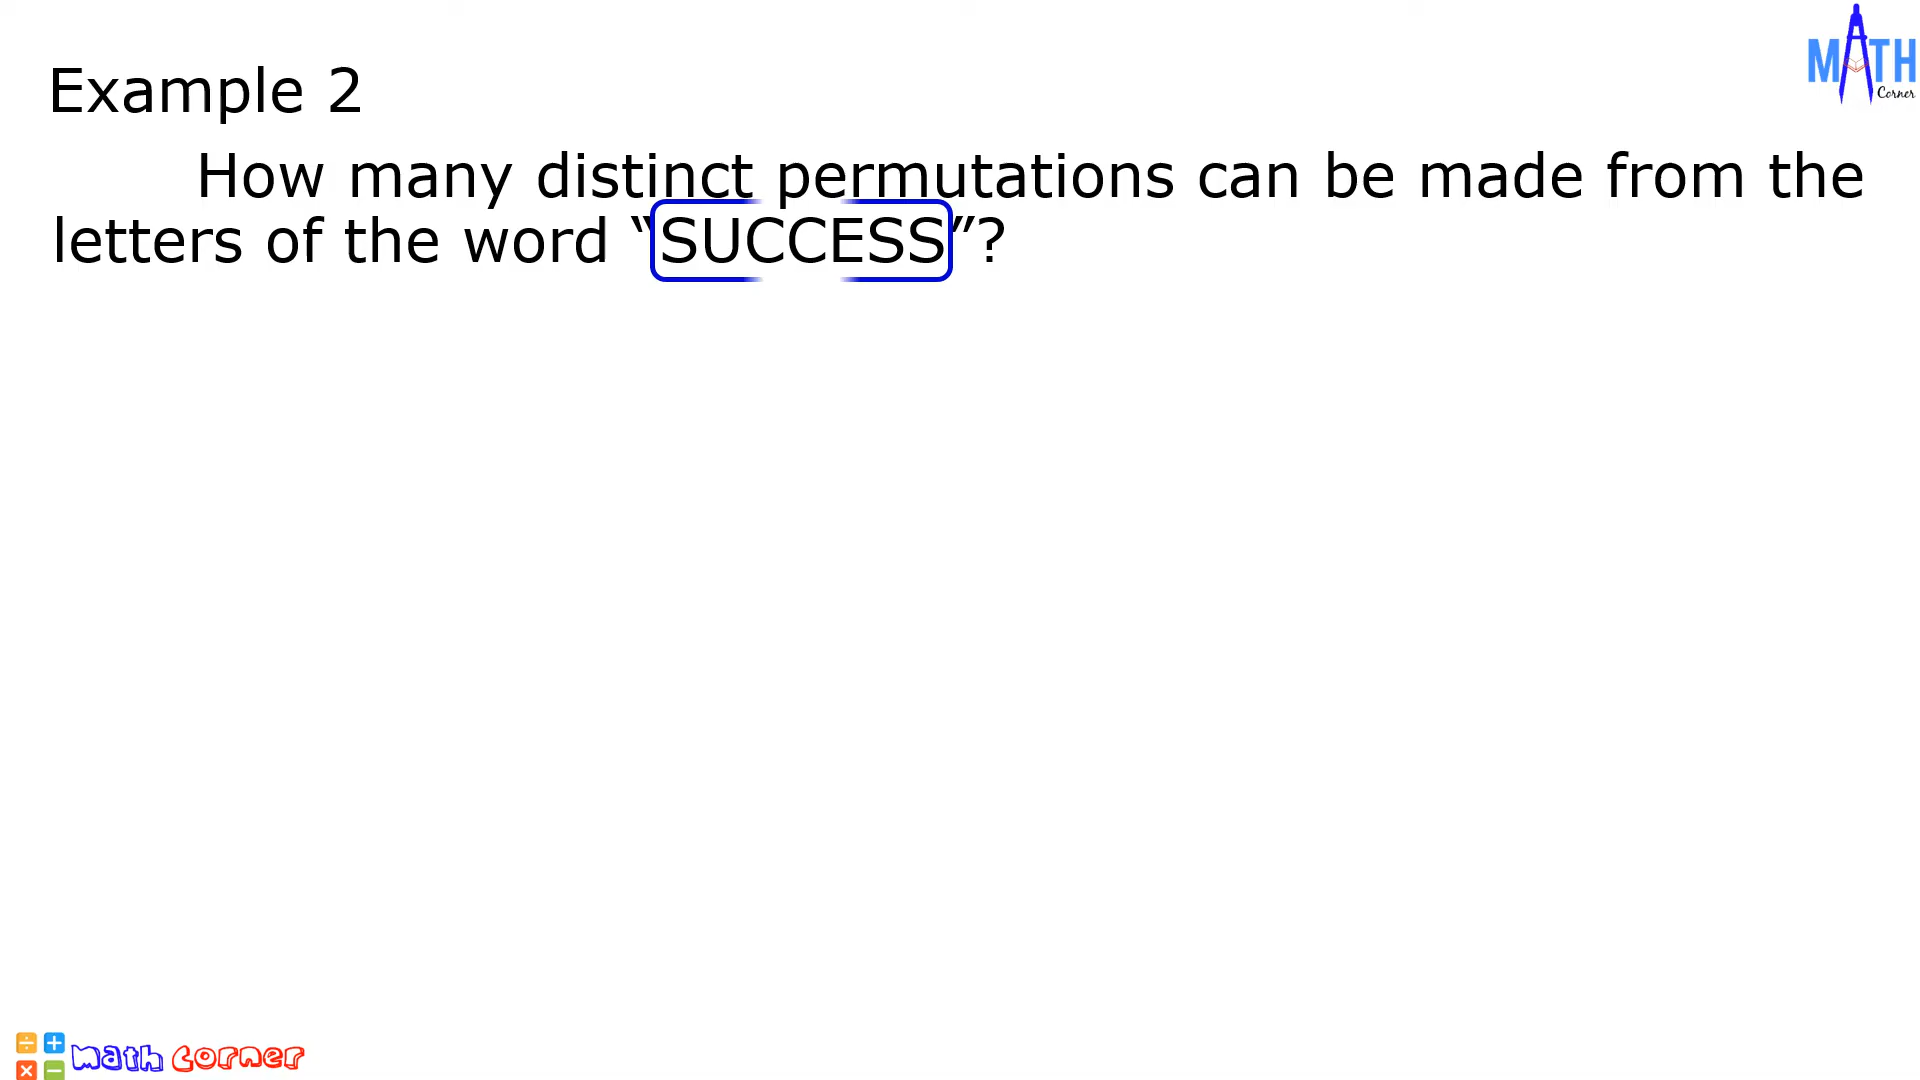 MATH
Corner
Example 2
How many distinct permutations can be made from the
letters of the word “SUCCESS”?
math corner